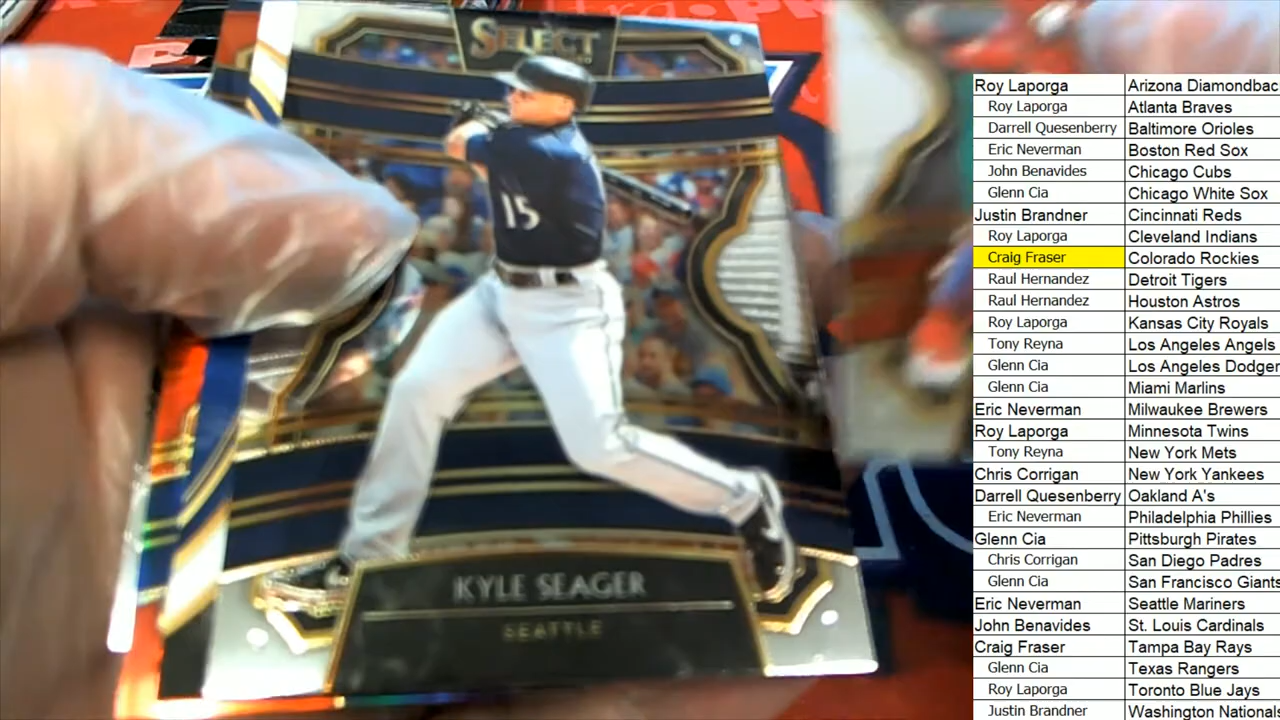 SELECT
15
KYLE SEAGER
SEATTLE
Roy Laporga Arizona Diamondbac
Roy Laporga Atlanta Braves
Darrell Quesenberry Baltimore Orioles
Eric Neverman Boston Red Sox
John Benavides Chicago Cubs
Glenn Cia Chicago White Sox
Justin Brandner Cincinnati Reds
Roy Laporga Cleveland Indians
Craig Fraser Colorado Rockies
Raul Hernandez Detroit Tigers
Raul Hernandez Houston Astros
Roy Laporga Kansas City Royals
Tony Reyna Los Angeles Angels
Glenn Cia Los Angeles Dodger
Glenn Cia Miami Marlins
Eric Neverman Milwaukee Brewers
Roy Laporga Minnesota Twins
Tony Reyna New York Mets
Chris Corrigan New York Yankees
Darrell Quesenberry Oakland A's
Eric Neverman Philadelphia Phillies
Glenn Cia Pittsburgh Pirates
Chris Corrigan San Diego Padres
Glenn Cia San Francisco Giants
Eric Neverman Seattle Mariners
John Benavides St. Louis Cardinals
Craig Fraser Tampa Bay Rays
Glenn Cia Texas Rangers
Roy Laporga Toronto Blue Jays
Justin Brandner Washington Nationals